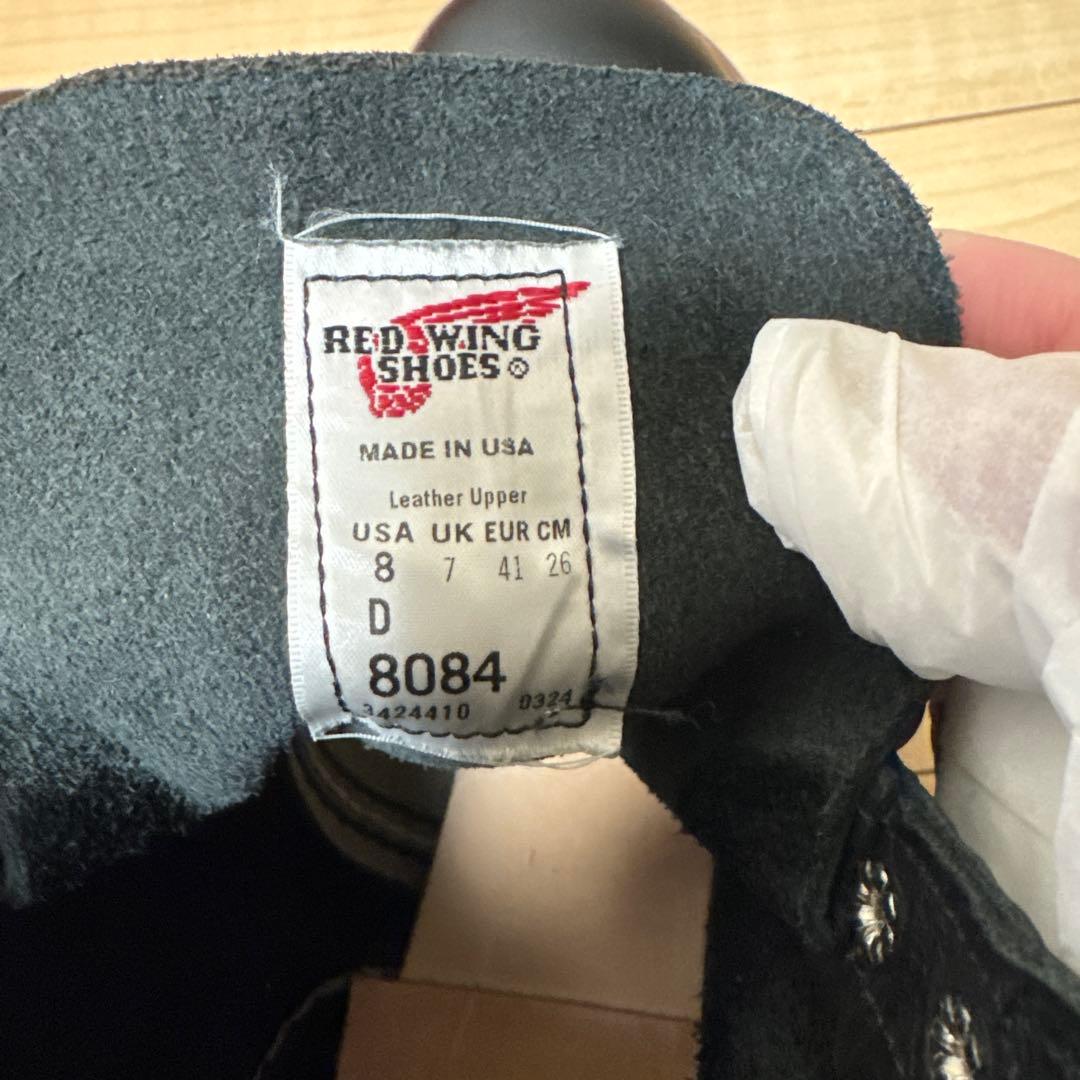 RED WING
SHOES ®
MADE IN USA
Leather Upper
USA UK EUR CM
8 7 41 26
D
8084
3424410 0324